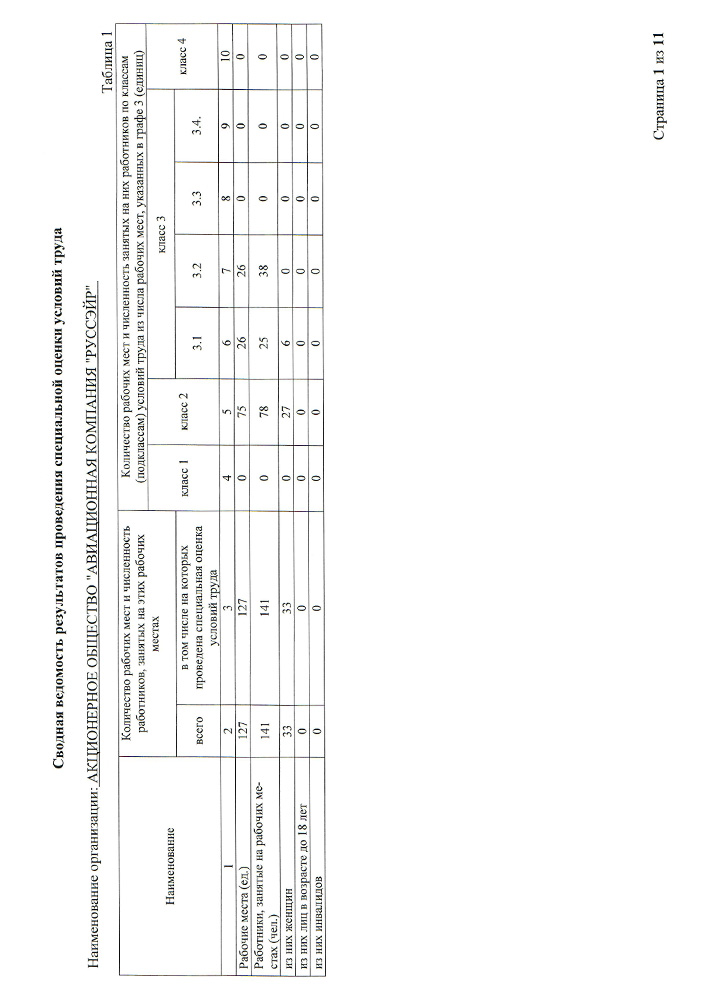 Сводная ведомость результатов проведения специальной оценки условий труда
Наименование организации: АКЦИОНЕРНОЕ ОБЩЕСТВО "АВИАЦИОННАЯ КОМПАНИЯ "РУССЭЙР"
Таблица 1
Наименование
Количество рабочих мест и численность
работников, занятых на этих рабочих
местах
Количество рабочих мест и численность занятых на них работников по классам
(подклассам) условий труда из числа рабочих мест, указанных в графе 3 (единиц)
всего
в том числе на которых
проведена специальная оценка
условий труда
класс 1
класс 2
класс 3
класс 4
3.1
3.2
3.3
3.4.
1 2 3 4 5 6 7 8 9 10
Рабочие места (ед.) 127 127 0 75 26 26 0 0 0
Работники, занятые на рабочих ме-
стах (чел.) 141 141 0 78 25 38 0 0 0
из них женщин 33 33 0 27 6 0 0 0 0
из них лиц в возрасте до 18 лет 0 0 0 0 0 0 0 0 0
из них инвалидов 0 0 0 0 0 0 0 0 0
Страница 1 из 11